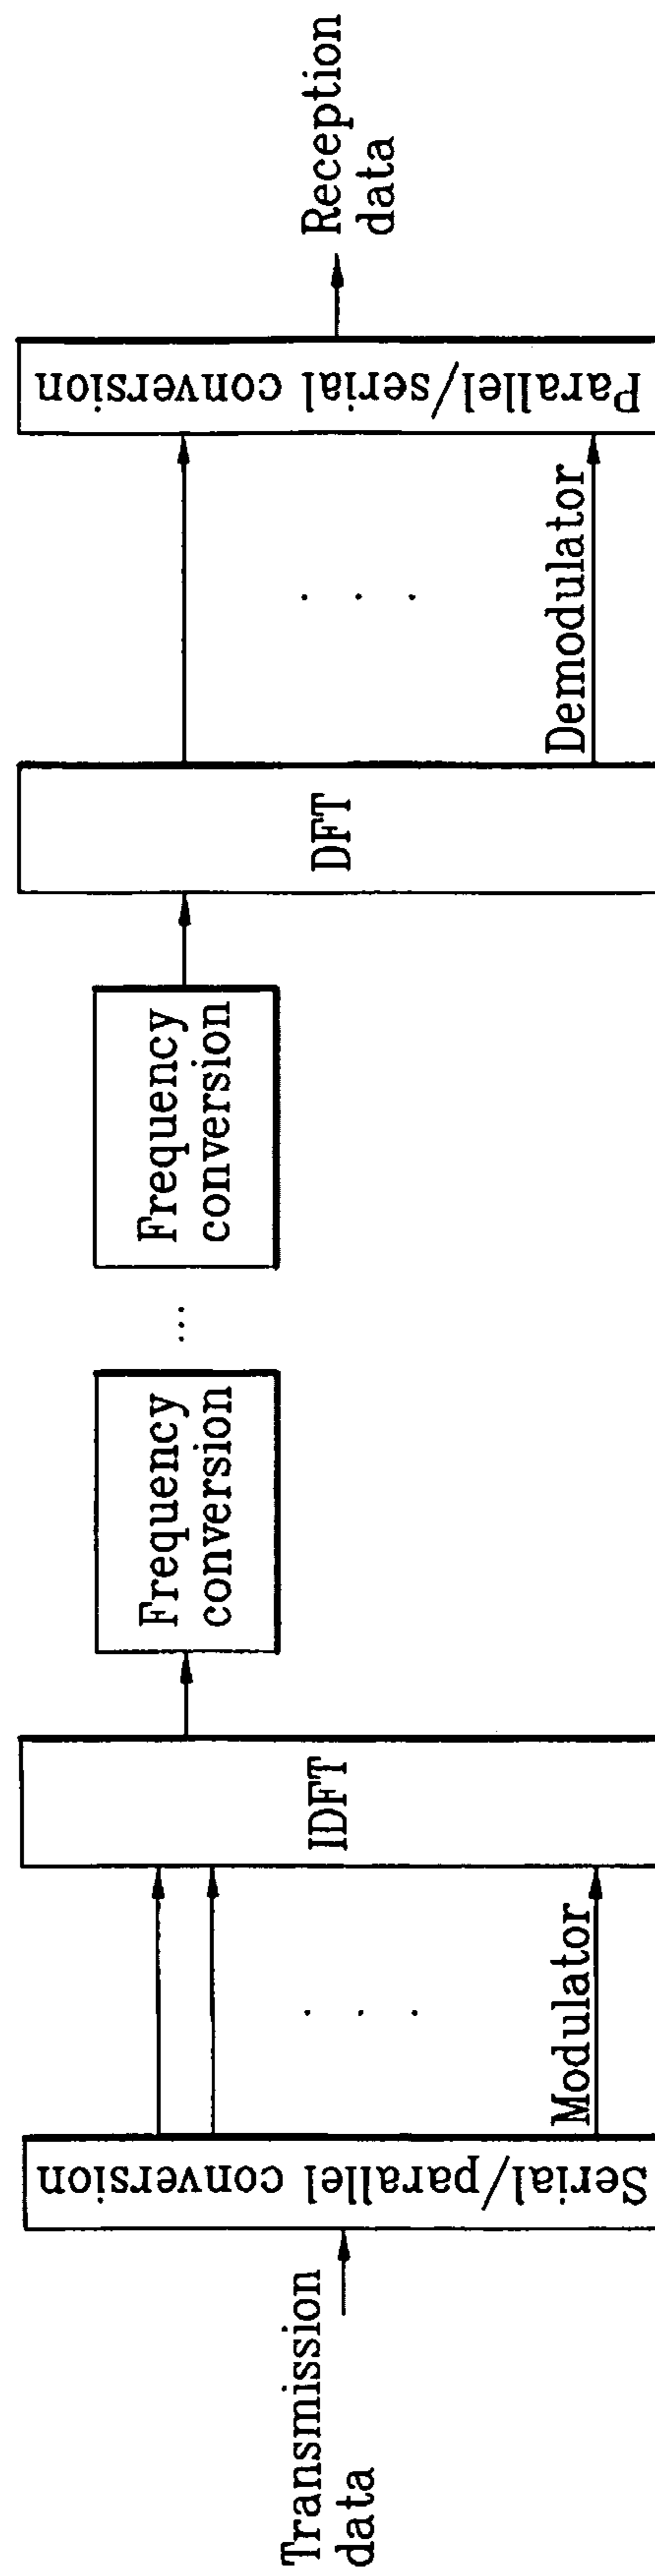 Transmission
data
Serial/parallel conversion
Modulator
. . .
IDFT
Frequency
conversion
...
Frequency
conversion
DFT
Demodulator
. . .
Parallel/serial conversion
Reception
data